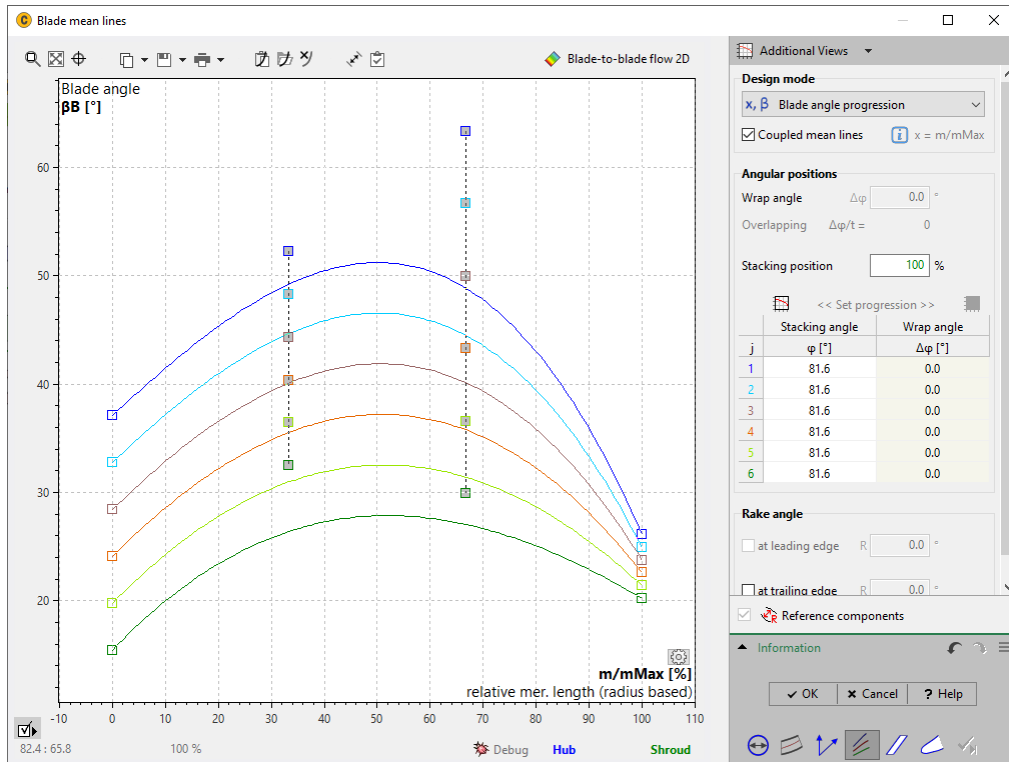 C Blade mean lines
Blade-to-blade flow 2D
Blade angle
βB [°]
60
50
40
30
20
m/mMax [%]
relative mer. length (radius based)
-10 0 10 20 30 40 50 60 70 80 90 100 110
82.4 : 65.8 100 % Debug Hub Shroud
Additional Views
Design mode
x, β Blade angle progression
Coupled mean lines i x = m/mMax
Angular positions
Wrap angle Δφ 0.0 °
Overlapping Δφ/t = 0
Stacking position 100 %
<< Set progression >>
Stacking angle Wrap angle
j φ [°] Δφ [°]
1 81.6 0.0
2 81.6 0.0
3 81.6 0.0
4 81.6 0.0
5 81.6 0.0
6 81.6 0.0
Rake angle
at leading edge R 0.0 °
at trailing edge R 0.0 °
R Reference components
Information
OK Cancel ? Help